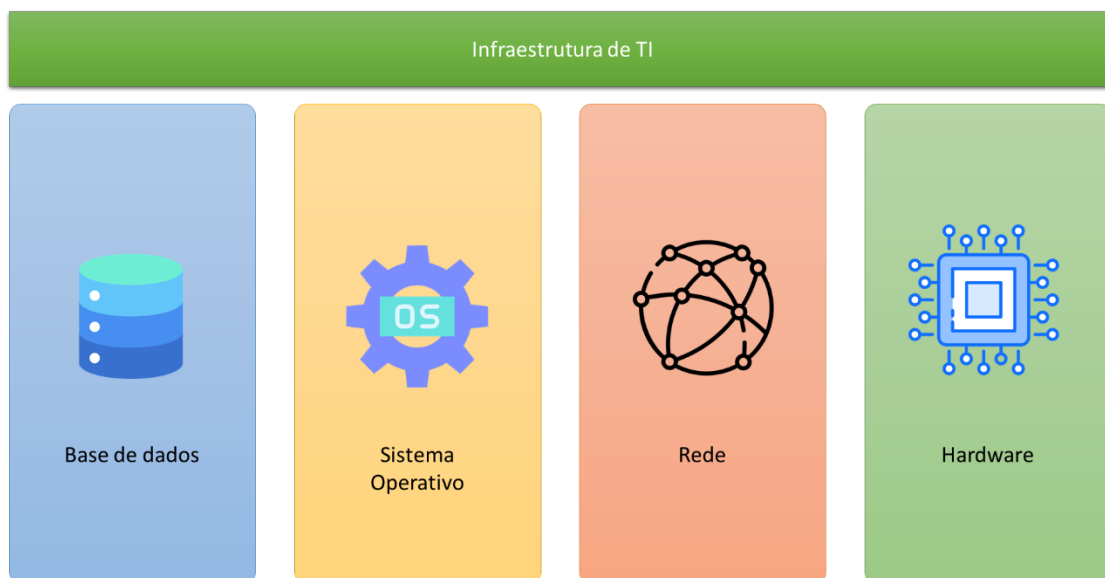 Infraestrutura de TI
OS
Base de dados
Sistema
Operativo
Rede
Hardware